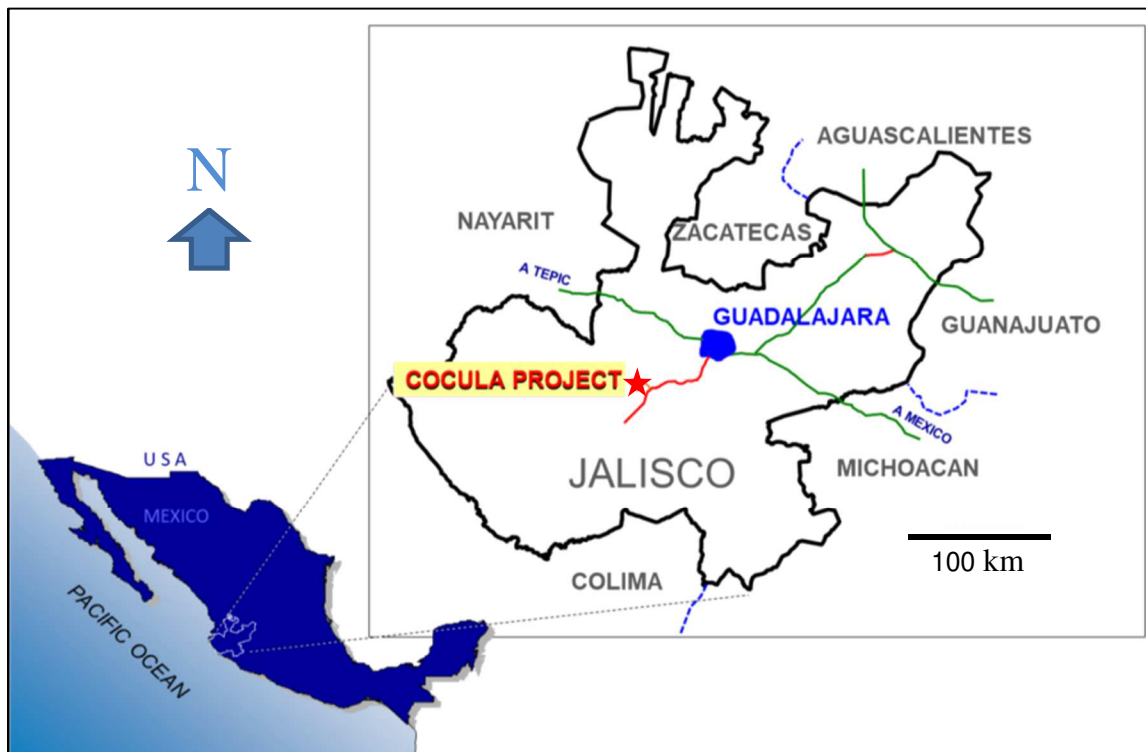 AGUASCALIENTES
N
NAYARIT
ZACATECAS
A TEPIC
GUADALAJARA
GUANAJUATO
COCULA PROJECT
A MEXICO
JALISCO
MICHOACAN
U S A
MEXICO
100 km
COLIMA
PACIFIC OCEAN